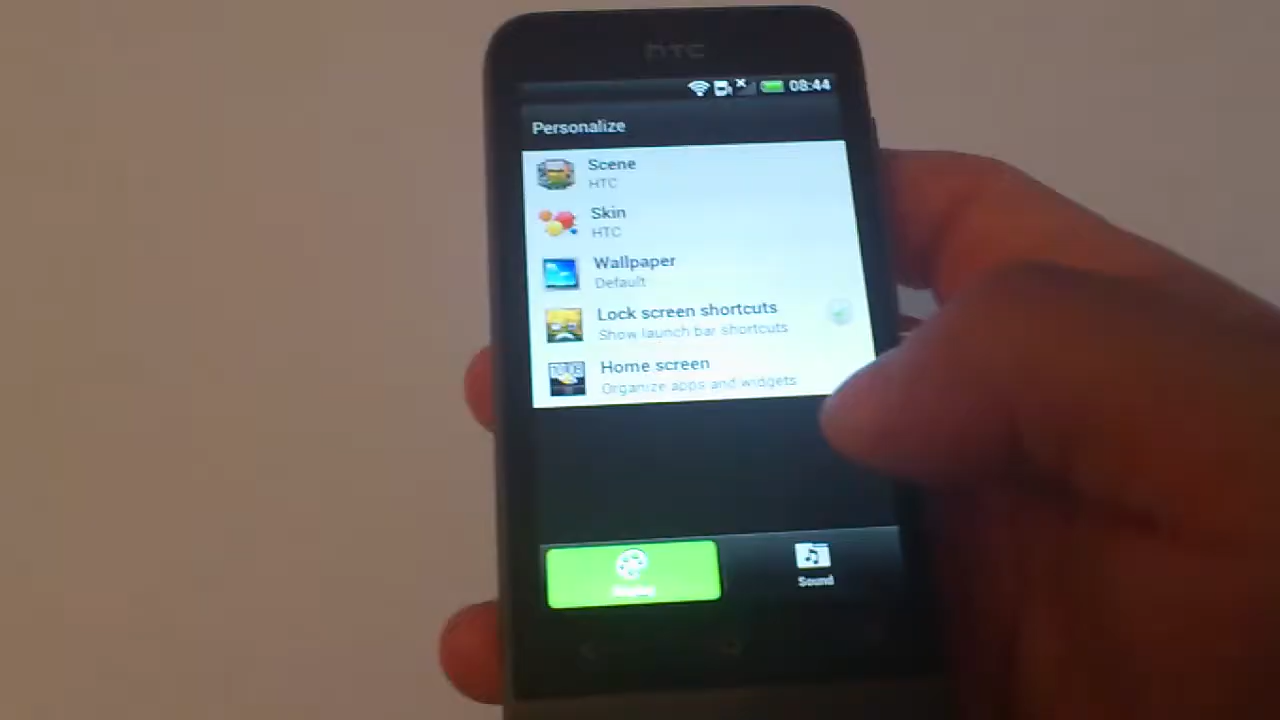 HTC
08:44
Personalize
Scene
HTC
Skin
HTC
Wallpaper
Default
Lock screen shortcuts
Show launch bar shortcuts
Home screen
Organize apps and widgets
Sound